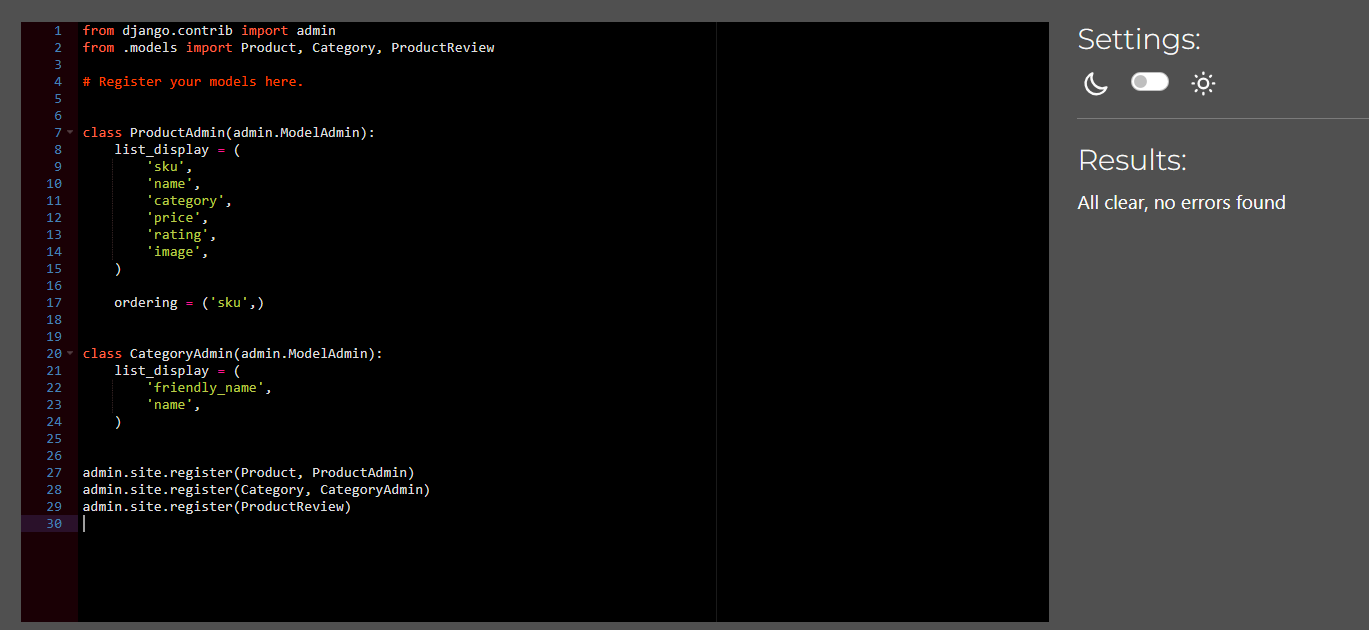 1 from django.contrib import admin
2 from .models import Product, Category, ProductReview
3
4 # Register your models here.
5
6
7 class ProductAdmin(admin.ModelAdmin):
8     list_display = (
9         'sku',
10         'name',
11         'category',
12         'price',
13         'rating',
14         'image',
15     )
16
17     ordering = ('sku',)
18
19
20 class CategoryAdmin(admin.ModelAdmin):
21     list_display = (
22         'friendly_name',
23         'name',
24     )
25
26
27 admin.site.register(Product, ProductAdmin)
28 admin.site.register(Category, CategoryAdmin)
29 admin.site.register(ProductReview)
30
Settings:
Results:
All clear, no errors found